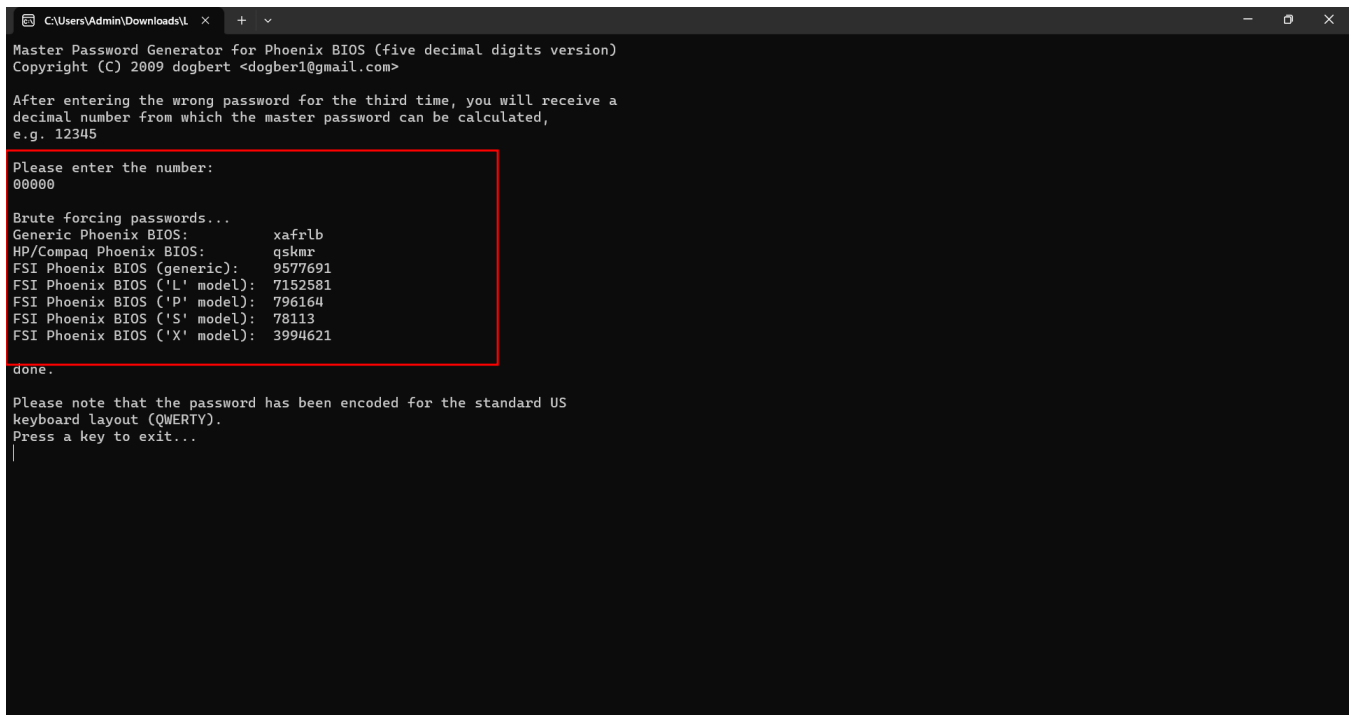 C:\Users\Admin\Downloads\L
Master Password Generator for Phoenix BIOS (five decimal digits version)
Copyright (C) 2009 dogbert <dogber1@gmail.com>
After entering the wrong password for the third time, you will receive a
decimal number from which the master password can be calculated,
e.g. 12345
Please enter the number:
00000
Brute forcing passwords...
Generic Phoenix BIOS: xafrlb
HP/Compaq Phoenix BIOS: qskmr
FSI Phoenix BIOS (generic): 9577691
FSI Phoenix BIOS ('L' model): 7152581
FSI Phoenix BIOS ('P' model): 796164
FSI Phoenix BIOS ('S' model): 78113
FSI Phoenix BIOS ('X' model): 3994621
done.
Please note that the password has been encoded for the standard US
keyboard layout (QWERTY).
Press a key to exit...